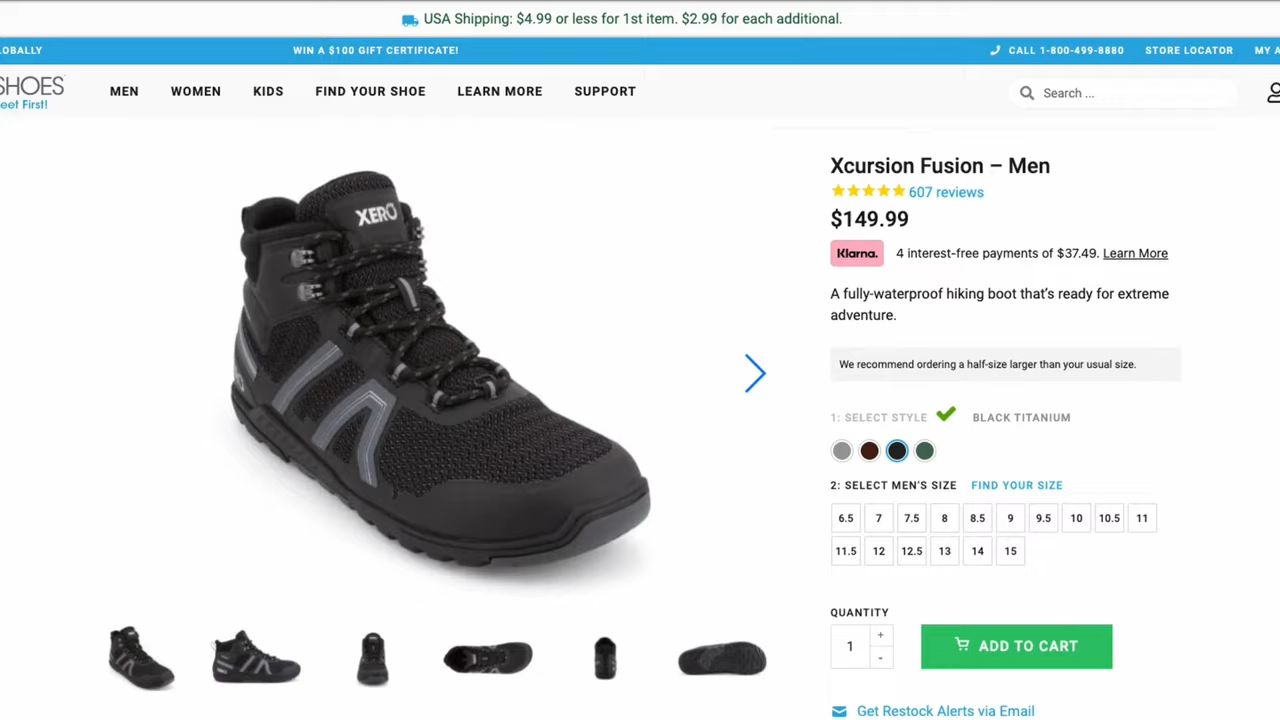 USA Shipping: $4.99 or less for 1st item. $2.99 for each additional.
OBALLY
WIN A $100 GIFT CERTIFICATE!
CALL 1-800-499-8880
STORE LOCATOR
MY A
SHOES
eet First!
MEN
WOMEN
KIDS
FIND YOUR SHOE
LEARN MORE
SUPPORT
Search ...
XERO
Xcursion Fusion – Men
607 reviews
$149.99
Klarna. 4 interest-free payments of $37.49. Learn More
A fully-waterproof hiking boot that's ready for extreme
adventure.
We recommend ordering a half-size larger than your usual size.
1: SELECT STYLE BLACK TITANIUM
2: SELECT MEN'S SIZE FIND YOUR SIZE
6.5 7 7.5 8 8.5 9 9.5 10 10.5 11
11.5 12 12.5 13 14 15
QUANTITY
1 + -
ADD TO CART
Get Restock Alerts via Email